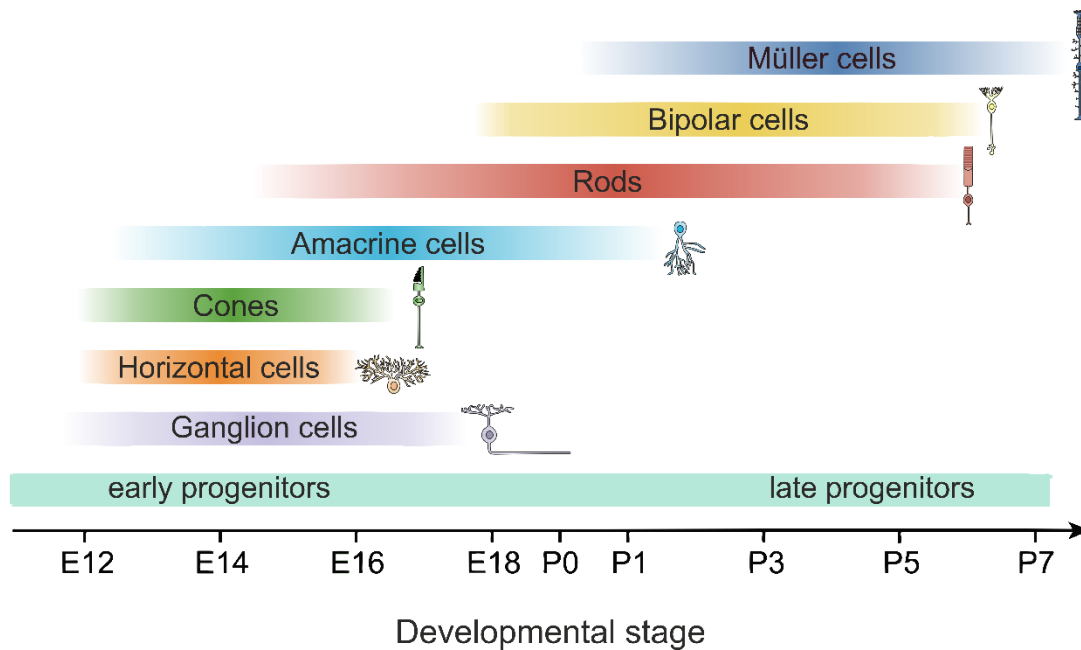 Müller cells
Bipolar cells
Rods
Amacrine cells
Cones
Horizontal cells
Ganglion cells
early progenitors late progenitors
E12 E14 E16 E18 P0 P1 P3 P5 P7
Developmental stage